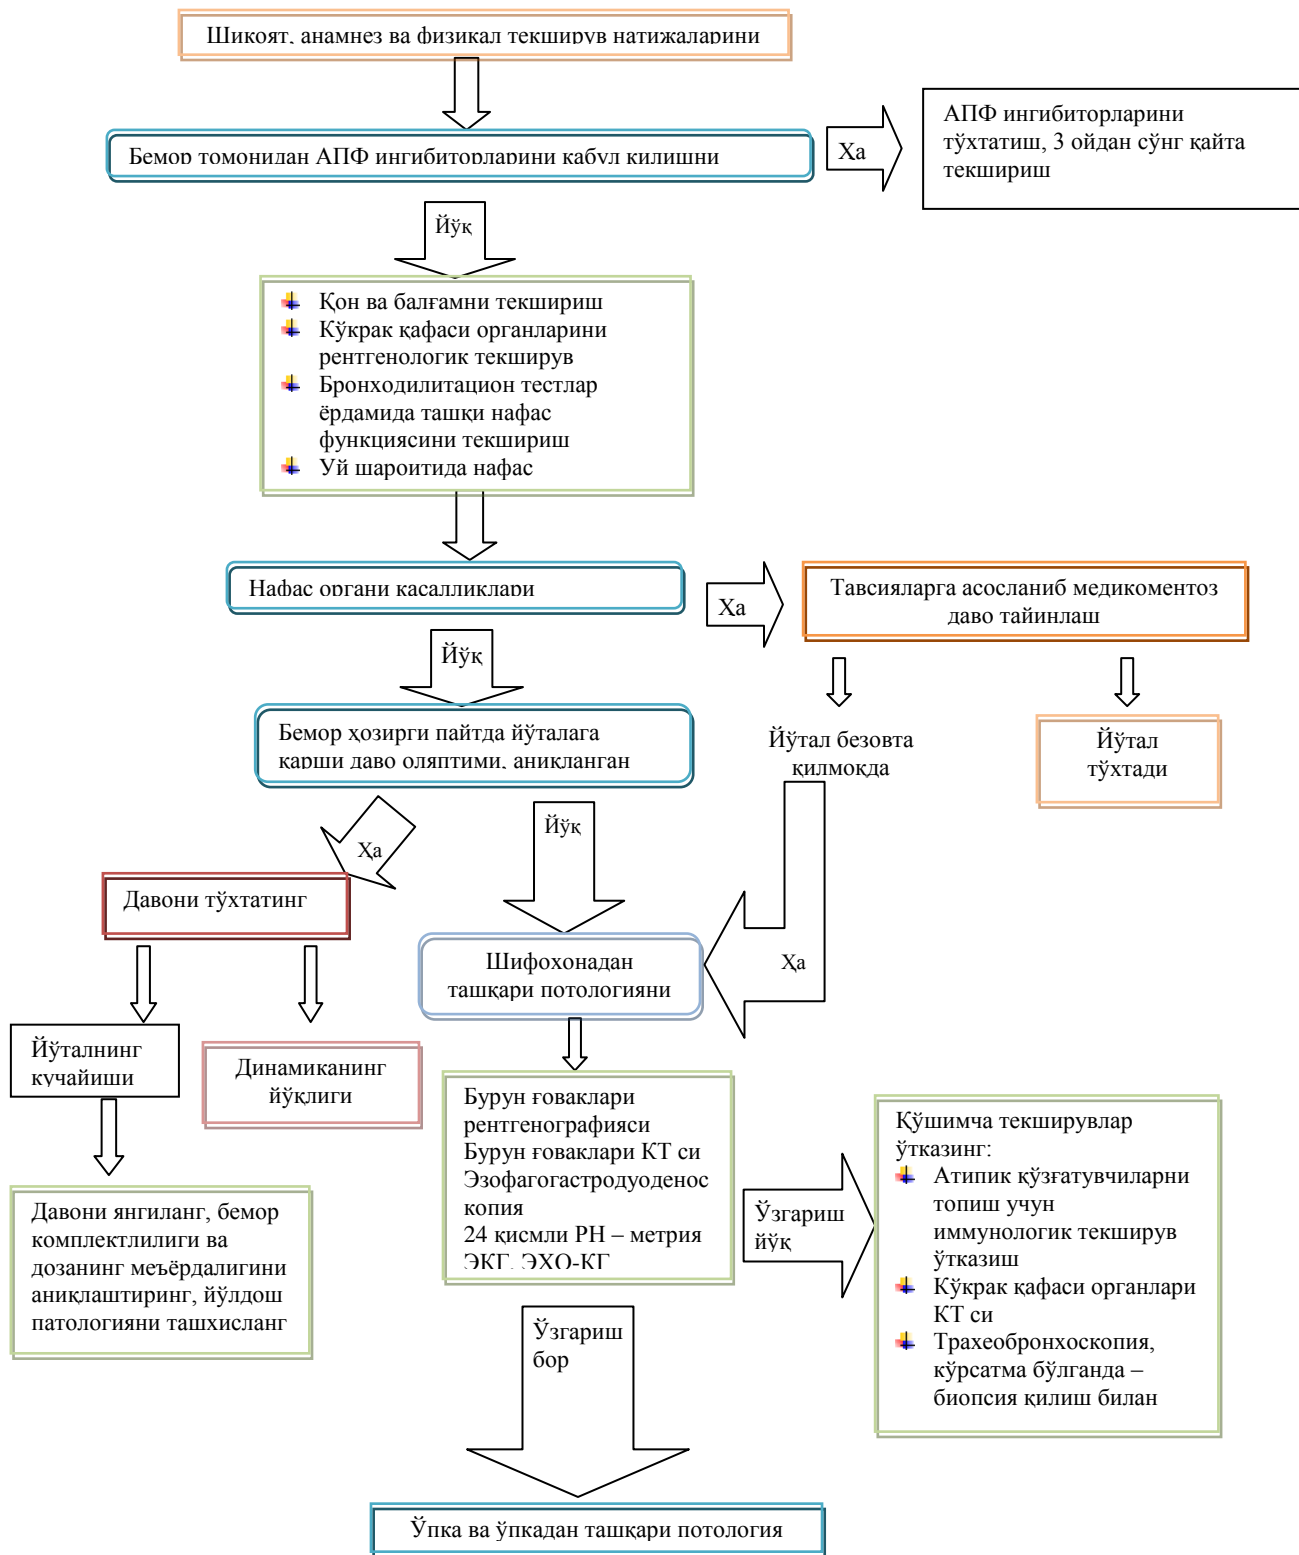 Шикоят, анамнез ва физикал текширув натижаларини
Бемор томонидан АПФ ингибиторларини қабул қилишни
Ҳа
АПФ ингибиторларини
тўхтатиш, 3 ойдан сўнг қайта
текшириш
Йўқ
Қон ва балғамни текшириш
Кўкрак қафаси органларини
рентгенологик текширув
Бронходилитацион тестлар
ёрдамида ташқи нафас
функциясини текшириш
Уй шароитида нафас
Нафас органи касалликлари
Ҳа
Тавсияларга асосланиб медикоментоз
даво тайинлаш
Йўқ
Бемор ҳозирги пайтда йўталага
қарши даво оляптими, аниқланган
Йўтал безовта
қилмоқда
Йўтал
тўхтади
Ҳа
Йўқ
Давони тўхтатинг
Шифохонадан
ташқари потологияни
Ҳа
Йўталнинг
кучайиши
Динамиканинг
йўқлиги
Бурун ғоваклари
рентгенографияси
Бурун ғоваклари КТ си
Эзофагогастродуоденос
копия
24 қисмли РН – метрия
ЭКГ, ЭХО-КГ
Ўзгариш
йўқ
Қўшимча текширувлар
ўтказинг:
Атипик қўзғатувчиларни
топиш учун
иммунологик текширув
ўтказиш
Кўкрак қафаси органлари
КТ си
Трахеобронхоскопия,
кўрсатма бўлганда –
биопсия қилиш билан
Давони янгиланг, бемор
комплектлилиги ва
дозанинг меъёрдалигини
аниқлаштиринг, йўлдош
патологияни ташхисланг
Ўзгариш
бор
Ўпка ва ўпкадан ташқари потология